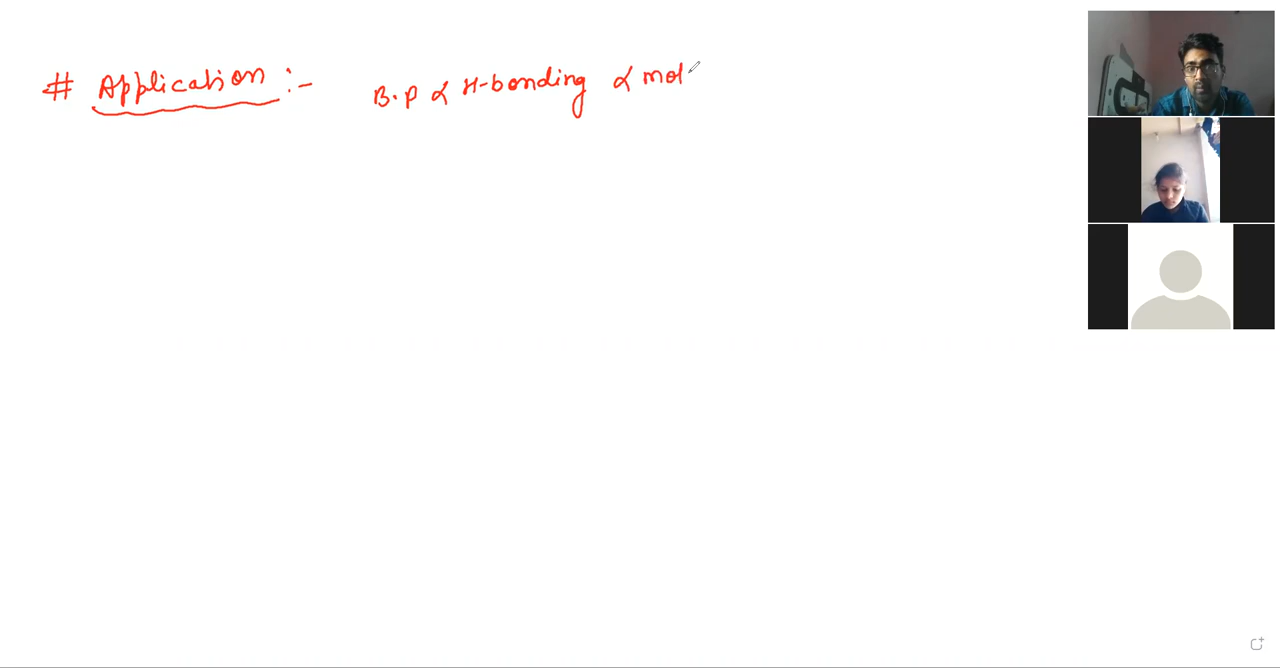 # Application :- B.P ∝ H-bonding ∝ mol